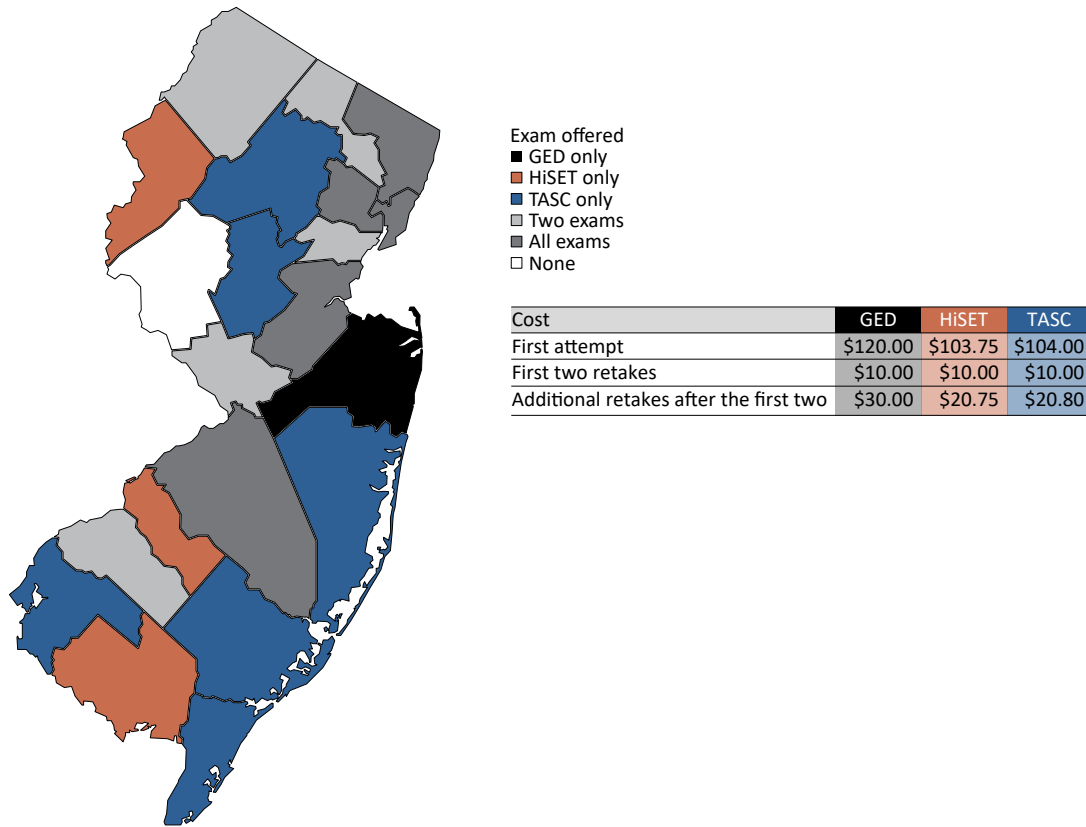 Exam offered
GED only
HiSET only
TASC only
Two exams
All exams
None
Cost GED HiSET TASC
First attempt $120.00 $103.75 $104.00
First two retakes $10.00 $10.00 $10.00
Additional retakes after the first two $30.00 $20.75 $20.80